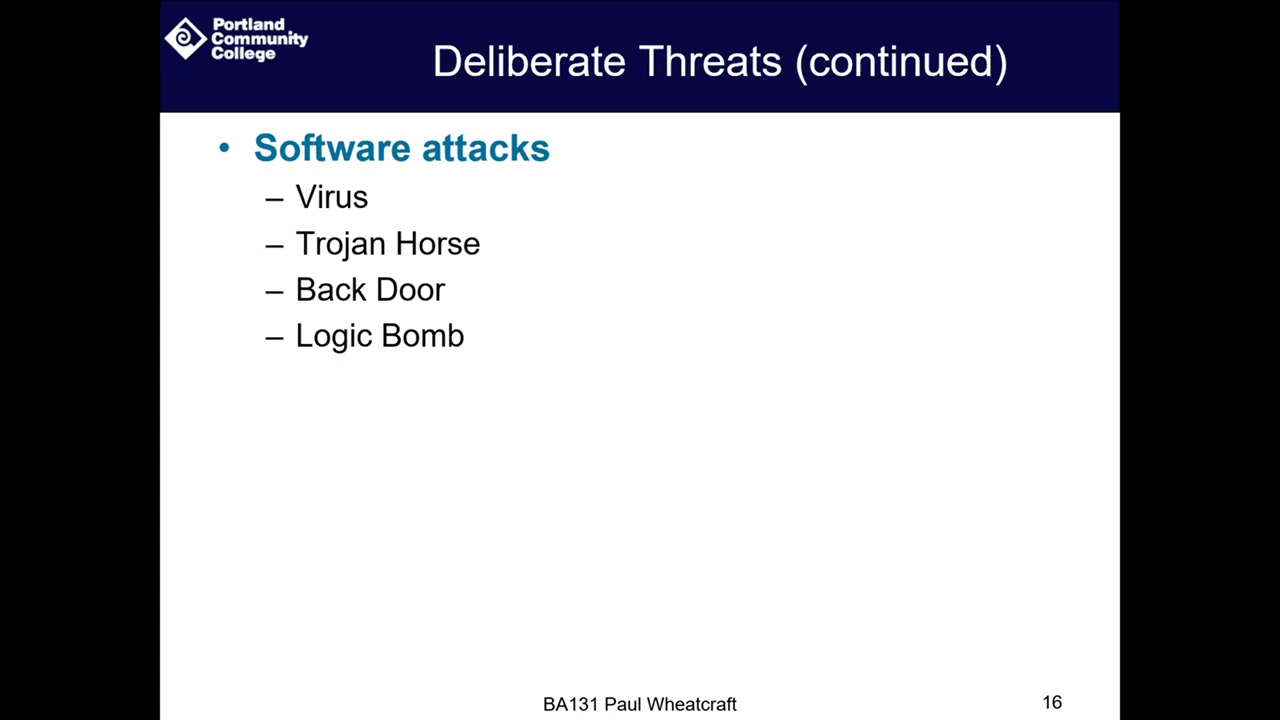 Portland
Community
College
Deliberate Threats (continued)
• Software attacks
– Virus
– Trojan Horse
– Back Door
– Logic Bomb
BA131 Paul Wheatcraft
16